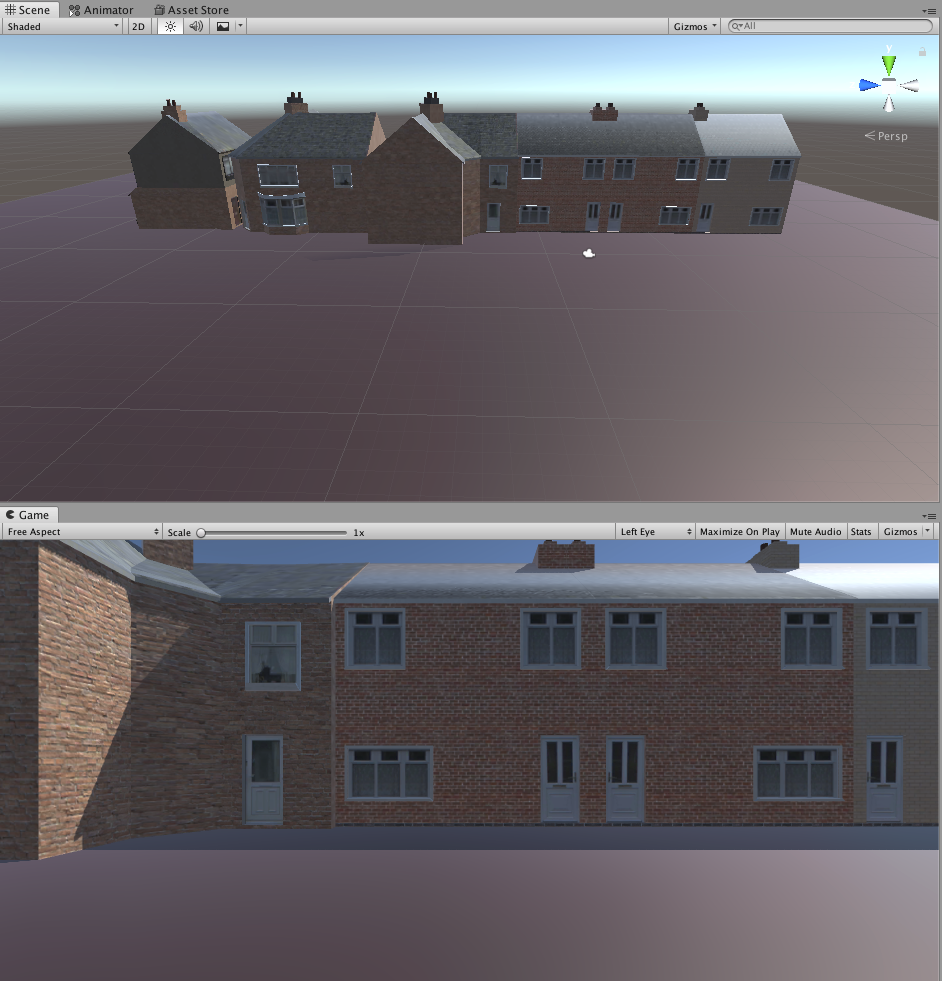 Scene Animator Asset Store
Shaded 2D Gizmos All
y
Persp
Game
Free Aspect Scale 1x Left Eye Maximize On Play Mute Audio Stats Gizmos